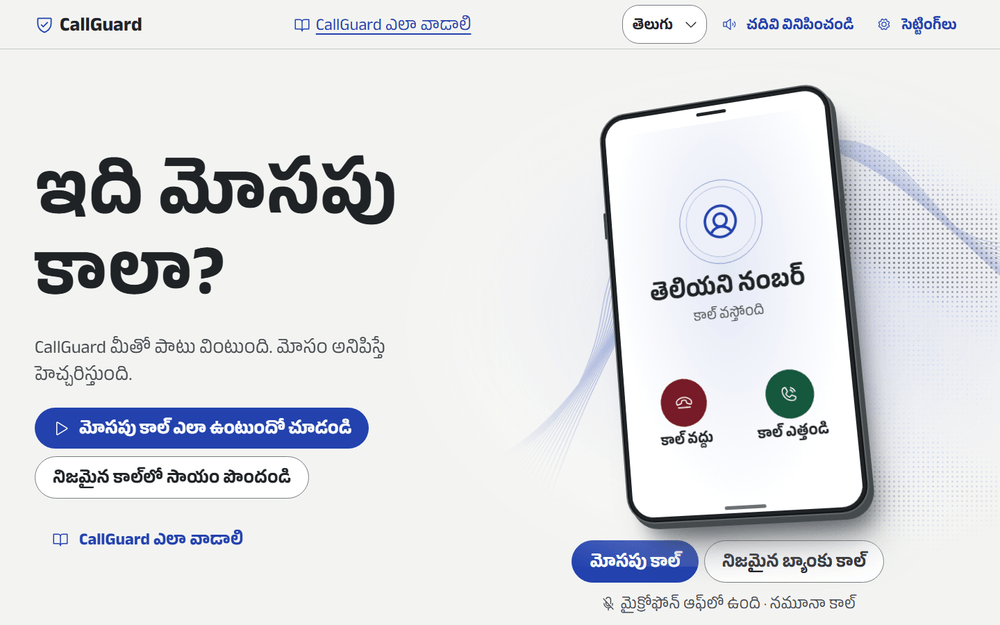 CallGuard
CallGuard ఎలా వాడాలి
తెలుగు
చదివి వినిపించండి
సెట్టింగ్‌లు
ఇది మోసపు
కాలా?
CallGuard మీతో పాటు వింటుంది. మోసం అనిపిస్తే
హెచ్చరిస్తుంది.
మోసపు కాల్ ఎలా ఉంటుందో చూడండి
నిజమైన కాల్‌లో సాయం పొందండి
CallGuard ఎలా వాడాలి
తెలియని నంబర్
కాల్ వస్తోంది
కాల్ వద్దు
కాల్ ఎత్తండి
మోసపు కాల్
నిజమైన బ్యాంకు కాల్
మైక్రోఫోన్ ఆఫ్‌లో ఉంది · నమూనా కాల్